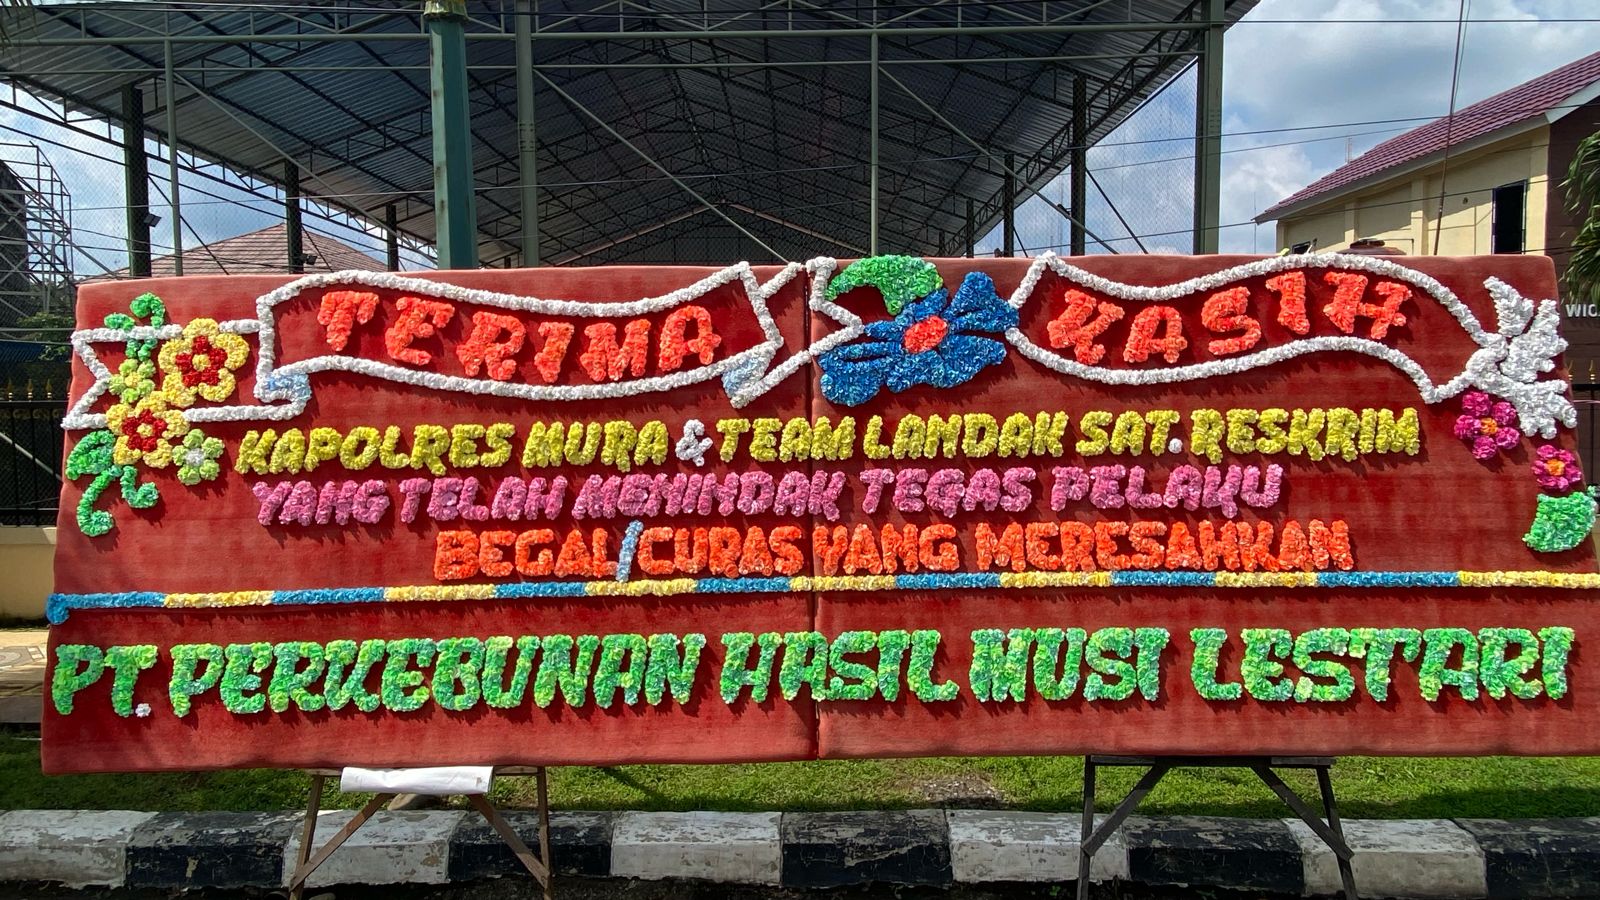 TERIMA KASIH
KAPOLRES MURA & TEAM LANDAK SAT. RESKRIM
YANG TELAH MENINDAK TEGAS PELAKU
BEGAL/CURAS YANG MERESAHKAN
PT. PERKEBUNAN HASIL MUSI LESTARI